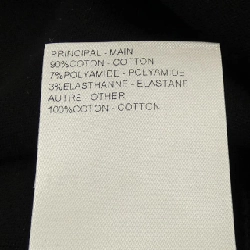 PRINCIPAL - MAIN
90%COTON - COTTON
7%POLYAMIDE - POLYAMIDE
3%ELASTHANNE - ELASTANE
AUTRE - OTHER
100%COTON - COTTON